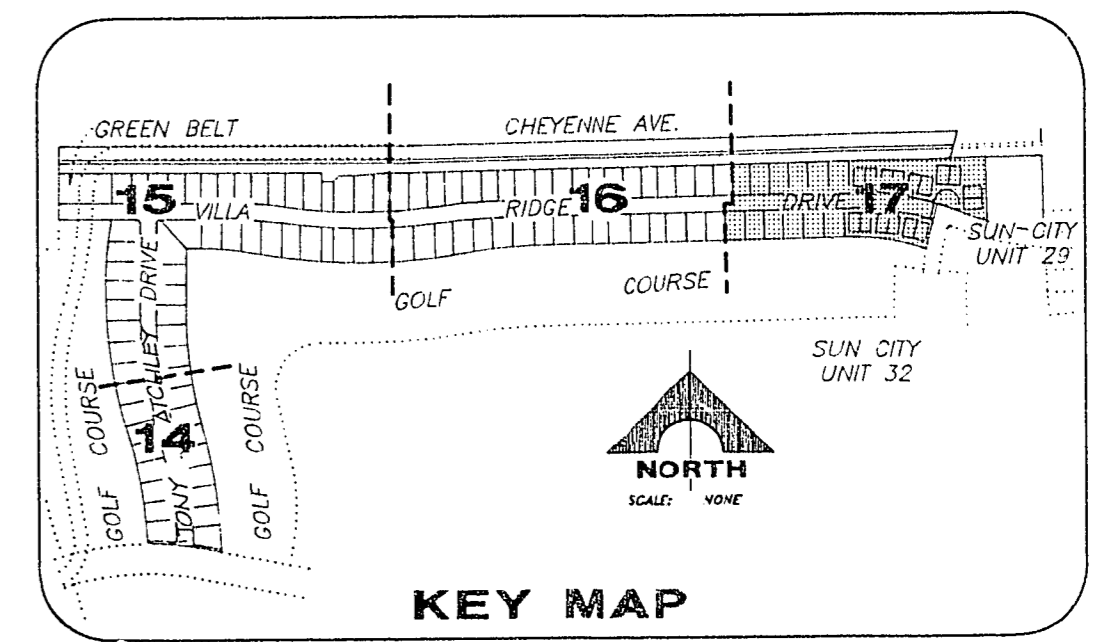 GREEN BELT
CHEYENNE AVE.
15
VILLA
RIDGE
16
DRIVE
17
SUN CITY
UNIT 29
GOLF
COURSE
SUN CITY
UNIT 32
TONY ATCHLEY DRIVE
14
GOLF COURSE
GOLF COURSE
NORTH
SCALE: NONE
KEY MAP